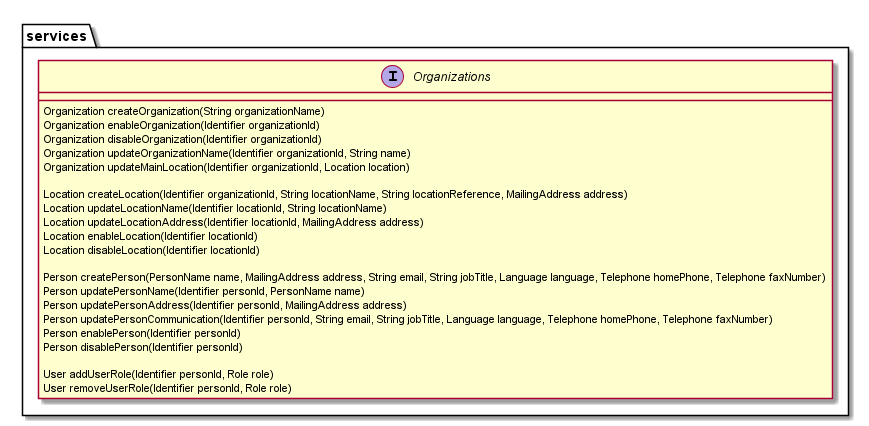 services
I Organizations
Organization createOrganization(String organizationName)
Organization enableOrganization(Identifier organizationId)
Organization disableOrganization(Identifier organizationId)
Organization updateOrganizationName(Identifier organizationId, String name)
Organization updateMainLocation(Identifier organizationId, Location location)
Location createLocation(Identifier organizationId, String locationName, String locationReference, MailingAddress address)
Location updateLocationName(Identifier locationId, String locationName)
Location updateLocationAddress(Identifier locationId, MailingAddress address)
Location enableLocation(Identifier locationId)
Location disableLocation(Identifier locationId)
Person createPerson(PersonName name, MailingAddress address, String email, String jobTitle, Language language, Telephone homePhone, Telephone faxNumber)
Person updatePersonName(Identifier personId, PersonName name)
Person updatePersonAddress(Identifier personId, MailingAddress address)
Person updatePersonCommunication(Identifier personId, String email, String jobTitle, Language language, Telephone homePhone, Telephone faxNumber)
Person enablePerson(Identifier personId)
Person disablePerson(Identifier personId)
User addUserRole(Identifier personId, Role role)
User removeUserRole(Identifier personId, Role role)